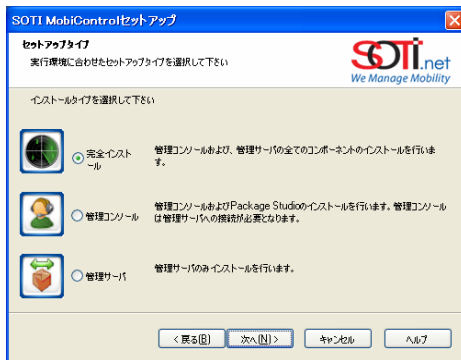 SOTI MobiControlセットアップ
セットアップタイプ
実行環境に合わせたセットアップタイプを選択して下さい
SOTI.net
We Manage Mobility
インストールタイプを選択して下さい
完全インスト
ール
管理コンソールおよび、管理サーバの全てのコンポーネントのインストールを行いま
す。
管理コンソール
管理コンソールおよびPackage Studioのインストールを行います。管理コンソール
は管理サーバへの接続が必要となります。
管理サーバ
管理サーバのみインストールを行います。
< 戻る(B)
次へ(N) >
キャンセル
ヘルプ